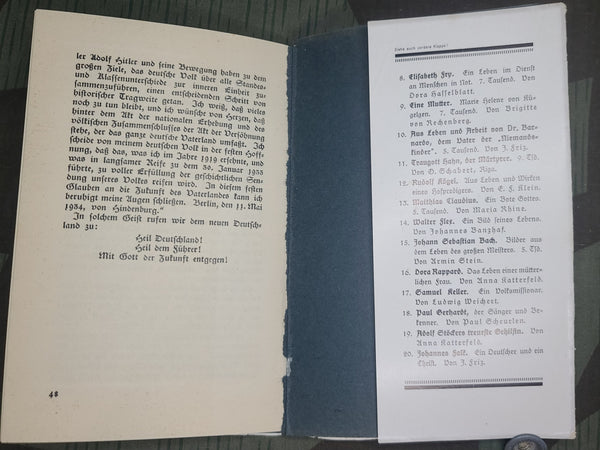 ler Adolf Hitler und seine Bewegung haben zu dem
großen Ziele, das deutsche Volk über alle Standes-
und Klassenunterschiede zur inneren Einheit zu-
sammenzuführen, einen entscheidenden Schritt von
historischer Tragweite getan. Ich weiß, daß vieles
noch zu tun bleibt, und ich wünsche von Herzen, daß
hinter dem Akt der nationalen Erhebung und des
völkischen Zusammenschlusses der Akt der Versöhnung
stehe, der das ganze deutsche Vaterland umfaßt. Ich
scheide von meinem deutschen Volk in der festen Hoff-
nung, daß das, was ich im Jahre 1919 ersehnte, und
was in langsamer Reife zu dem 30. Januar 1933
führte, zu voller Erfüllung der geschichtlichen Sen-
dung unseres Volkes reifen wird. In diesem festen
Glauben an die Zukunft des Vaterlandes kann ich
beruhigt meine Augen schließen. Berlin, den 11. Mai
1934, von Hindenburg.“
In solchem Geist rufen wir dem neuen Deutsch-
land zu:
Heil Deutschland!
Heil dem Führer!
Mit Gott der Zukunft entgegen!
48
Siehe auch vordere Klappe!
8. Elisabeth Fry. Ein Leben im Dienst
an Menschen in Not. 7. Tausend. Von
Dora Hasselblatt.
9. Eine Mutter. Marie Helene von Kü-
gelgen. 7. Tausend. Von Brigitte
von Rechenberg.
10. Aus Leben und Arbeit von Dr. Bar-
nardo, dem Vater der „Niemands-
kinder“. 5. Tausend. Von J. Friz.
11. Traugott Hahn, der Märtyrer. 9. Tsd.
Von O. Schabert, Riga.
12. Rudolf Kögel. Aus Leben und Wirken
eines Hofpredigers. Von E. F. Klein.
13. Matthias Claudius. Ein Bote Gottes.
5. Tausend. Von Maria Rhine.
14. Walter Flex. Ein Bild seines Lebens.
Von Johannes Banzhaf.
15. Johann Sebastian Bach. Bilder aus
dem Leben des großen Meisters. 5. Tsd.
Von Armin Stein.
16. Dora Rappard. Das Leben einer mütter-
lichen Frau. Von Anna Katterfeld.
17. Samuel Keller. Ein Volksmissionar.
Von Ludwig Weichert.
18. Paul Gerhardt, der Sänger und Be-
kenner. Von Paul Scheurlen.
19. Adolf Stöckers treueste Gehilfin. Von
Anna Katterfeld.
20. Johannes Falk. Ein Deutscher und ein
Christ. Von J. Friz.